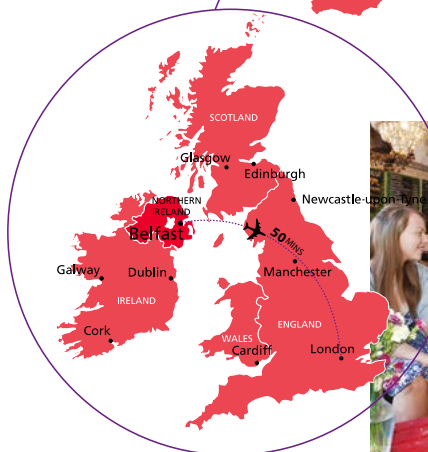 SCOTLAND
Glasgow
Edinburgh
NORTHERN
IRELAND
Newcastle-upon-Tyne
Belfast
50 MINS
Galway
Dublin
Manchester
IRELAND
ENGLAND
Cork
WALES
Cardiff
London